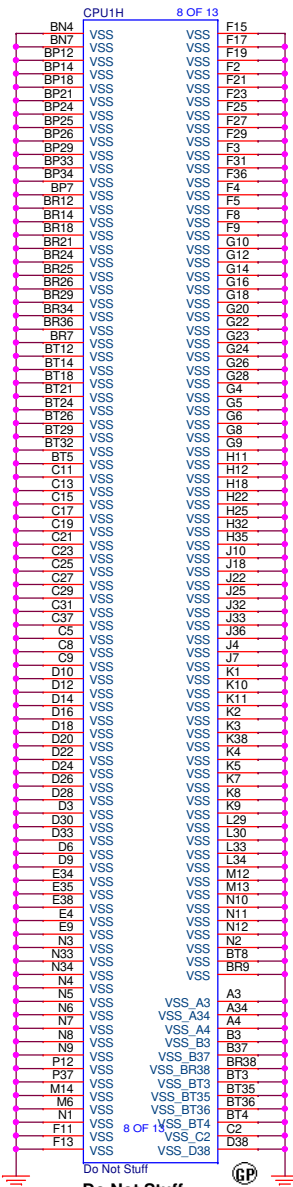 CPU1H 8 OF 13
BN4 VSS VSS F15
BN7 VSS VSS F17
BP12 VSS VSS F19
BP14 VSS VSS F2
BP18 VSS VSS F21
BP21 VSS VSS F23
BP24 VSS VSS F25
BP25 VSS VSS F27
BP26 VSS VSS F29
BP29 VSS VSS F3
BP33 VSS VSS F31
BP34 VSS VSS F36
BP7 VSS VSS F4
BR12 VSS VSS F5
BR14 VSS VSS F8
BR18 VSS VSS F9
BR21 VSS VSS G10
BR24 VSS VSS G12
BR25 VSS VSS G14
BR26 VSS VSS G16
BR29 VSS VSS G18
BR34 VSS VSS G20
BR36 VSS VSS G22
BR7 VSS VSS G23
BT12 VSS VSS G24
BT14 VSS VSS G26
BT18 VSS VSS G28
BT21 VSS VSS G4
BT24 VSS VSS G5
BT26 VSS VSS G6
BT29 VSS VSS G8
BT32 VSS VSS G9
BT5 VSS VSS H11
C11 VSS VSS H12
C13 VSS VSS H18
C15 VSS VSS H22
C17 VSS VSS H25
C19 VSS VSS H32
C21 VSS VSS H35
C23 VSS VSS J10
C25 VSS VSS J18
C27 VSS VSS J22
C29 VSS VSS J25
C31 VSS VSS J32
C37 VSS VSS J33
C5 VSS VSS J36
C8 VSS VSS J4
C9 VSS VSS J7
D10 VSS VSS K1
D12 VSS VSS K10
D14 VSS VSS K11
D16 VSS VSS K2
D18 VSS VSS K3
D20 VSS VSS K38
D22 VSS VSS K4
D24 VSS VSS K5
D26 VSS VSS K7
D28 VSS VSS K8
D3 VSS VSS K9
D30 VSS VSS L29
D33 VSS VSS L30
D6 VSS VSS L33
D9 VSS VSS L34
E34 VSS VSS M12
E35 VSS VSS M13
E38 VSS VSS N10
E4 VSS VSS N11
E9 VSS VSS N12
N3 VSS VSS N2
N33 VSS VSS BT8
N34 VSS VSS BR9
N4 VSS
N5 VSS VSS_A3 A3
N6 VSS VSS_A34 A34
N7 VSS VSS_A4 A4
N8 VSS VSS_B3 B3
N9 VSS VSS_B37 B37
P12 VSS VSS_BR38 BR38
P37 VSS VSS_BT3 BT3
M14 VSS VSS_BT35 BT35
M6 VSS VSS_BT36 BT36
N1 VSS VSS_BT4 BT4
F11 VSS 8 OF 13 VSS_C2 C2
F13 VSS VSS_D38 D38
Do Not Stuff
Do Not Stuff
GP